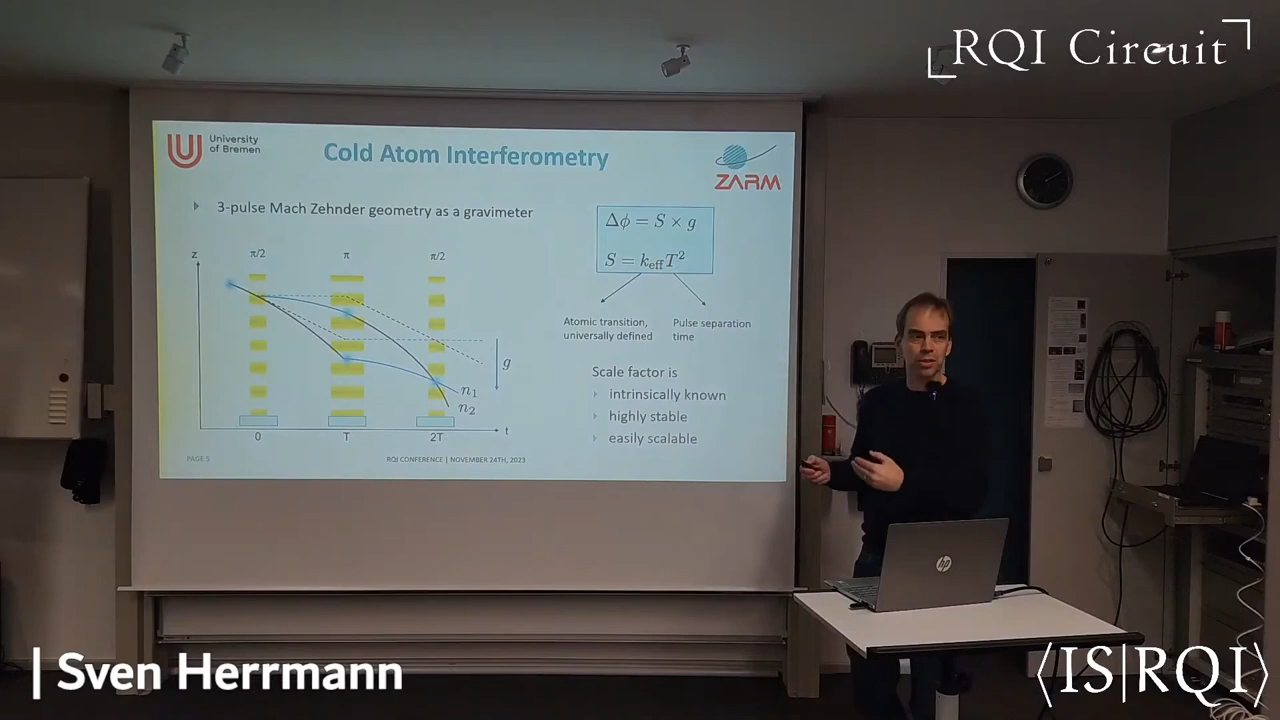 RQI Circuit
University
of Bremen
Cold Atom Interferometry
ZARM
3-pulse Mach Zehnder geometry as a gravimeter
Δϕ = S × g
S = k_eff T²
z
π/2
π
π/2
Atomic transition,
universally defined
Pulse separation
time
g
n₁
n₂
Scale factor is
intrinsically known
highly stable
easily scalable
t
0
T
2T
PAGE 5
RQI CONFERENCE | NOVEMBER 24TH, 2023
hp
| Sven Herrmann
⟨IS|RQI⟩